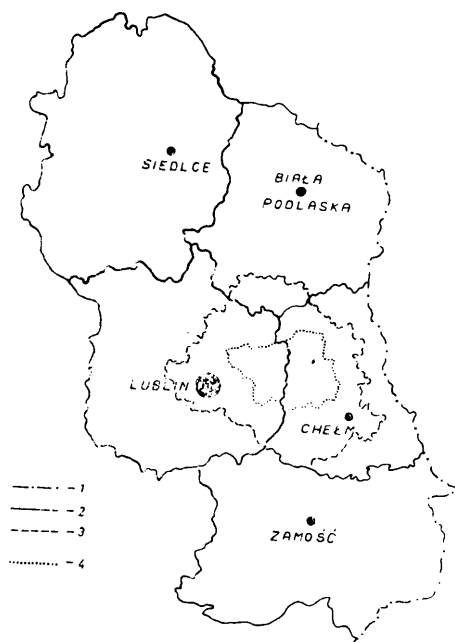 SIEDLCE
BIAŁA
PODLASKA
LUBLIN
CHEŁM
ZAMOŚĆ
- 1
- 2
- 3
- 4